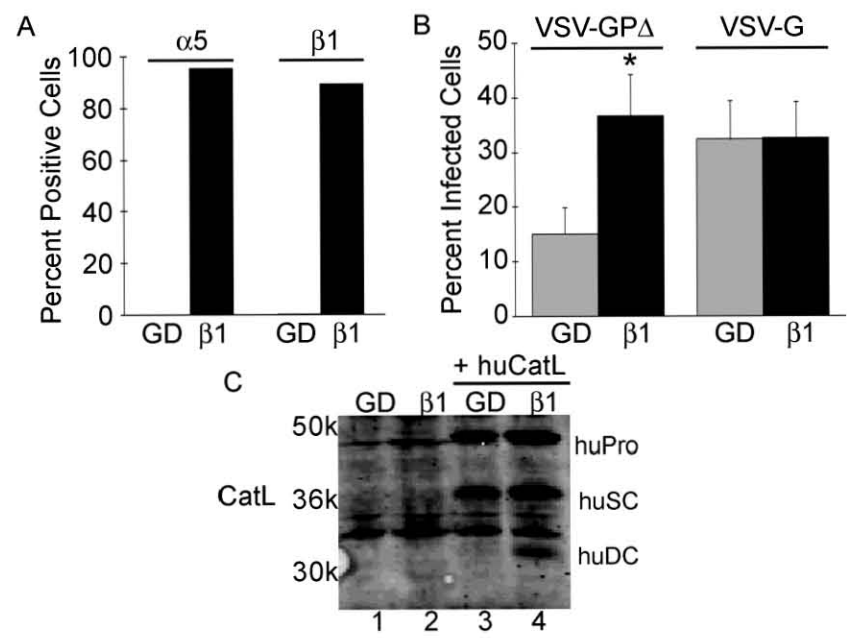 A
α5
β1
Percent Positive Cells
100
80
60
40
20
0
GD β1
GD β1
B
VSV-GPΔ
VSV-G
*
Percent Infected Cells
50
40
30
20
10
0
GD β1
GD β1
C
+ huCatL
GD β1 GD β1
CatL
50k
36k
30k
huPro
huSC
huDC
1 2 3 4